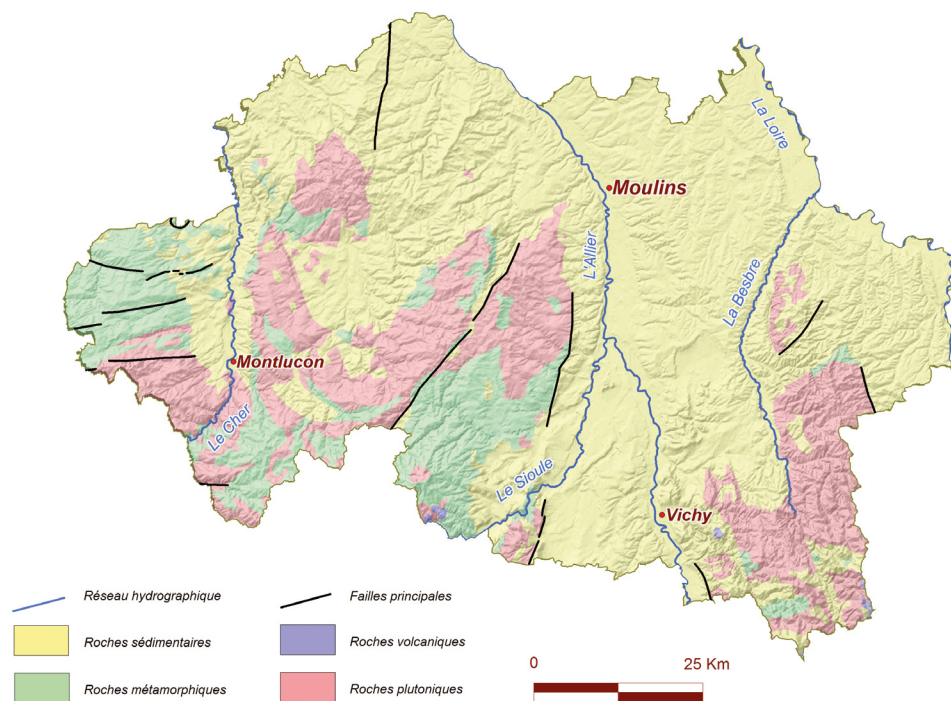 La Loire
Moulins
L'Allier
La Besbre
Montlucon
Le Cher
Le Sioule
Vichy
Réseau hydrographique
Failles principales
Roches sédimentaires
Roches volcaniques
Roches métamorphiques
Roches plutoniques
0
25 Km